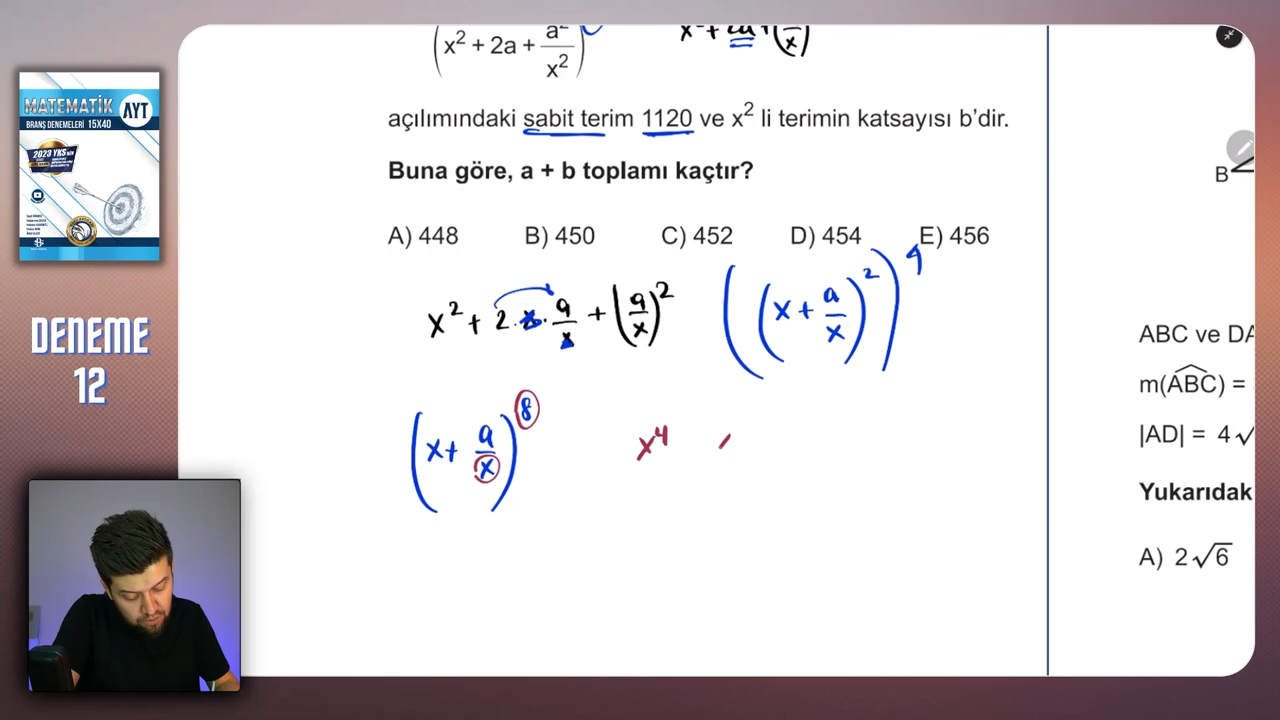 (x² + 2a + a²/x²)
x² + 2a + (/x)
açılımındaki sabit terim 1120 ve x² li terimin katsayısı b'dir.
Buna göre, a + b toplamı kaçtır?
A) 448 B) 450 C) 452 D) 454 E) 456
x² + 2.x.a/x + (a/x)²
((x + a/x)²)⁴
(x + a/x)⁸
x⁴
MATEMATİK AYT
BRANŞ DENEMELERİ 15X40
2023 YKS'NİN
DENEME
12
B
ABC ve DA
m(ABC) =
|AD| = 4√
Yukarıdak
A) 2√6